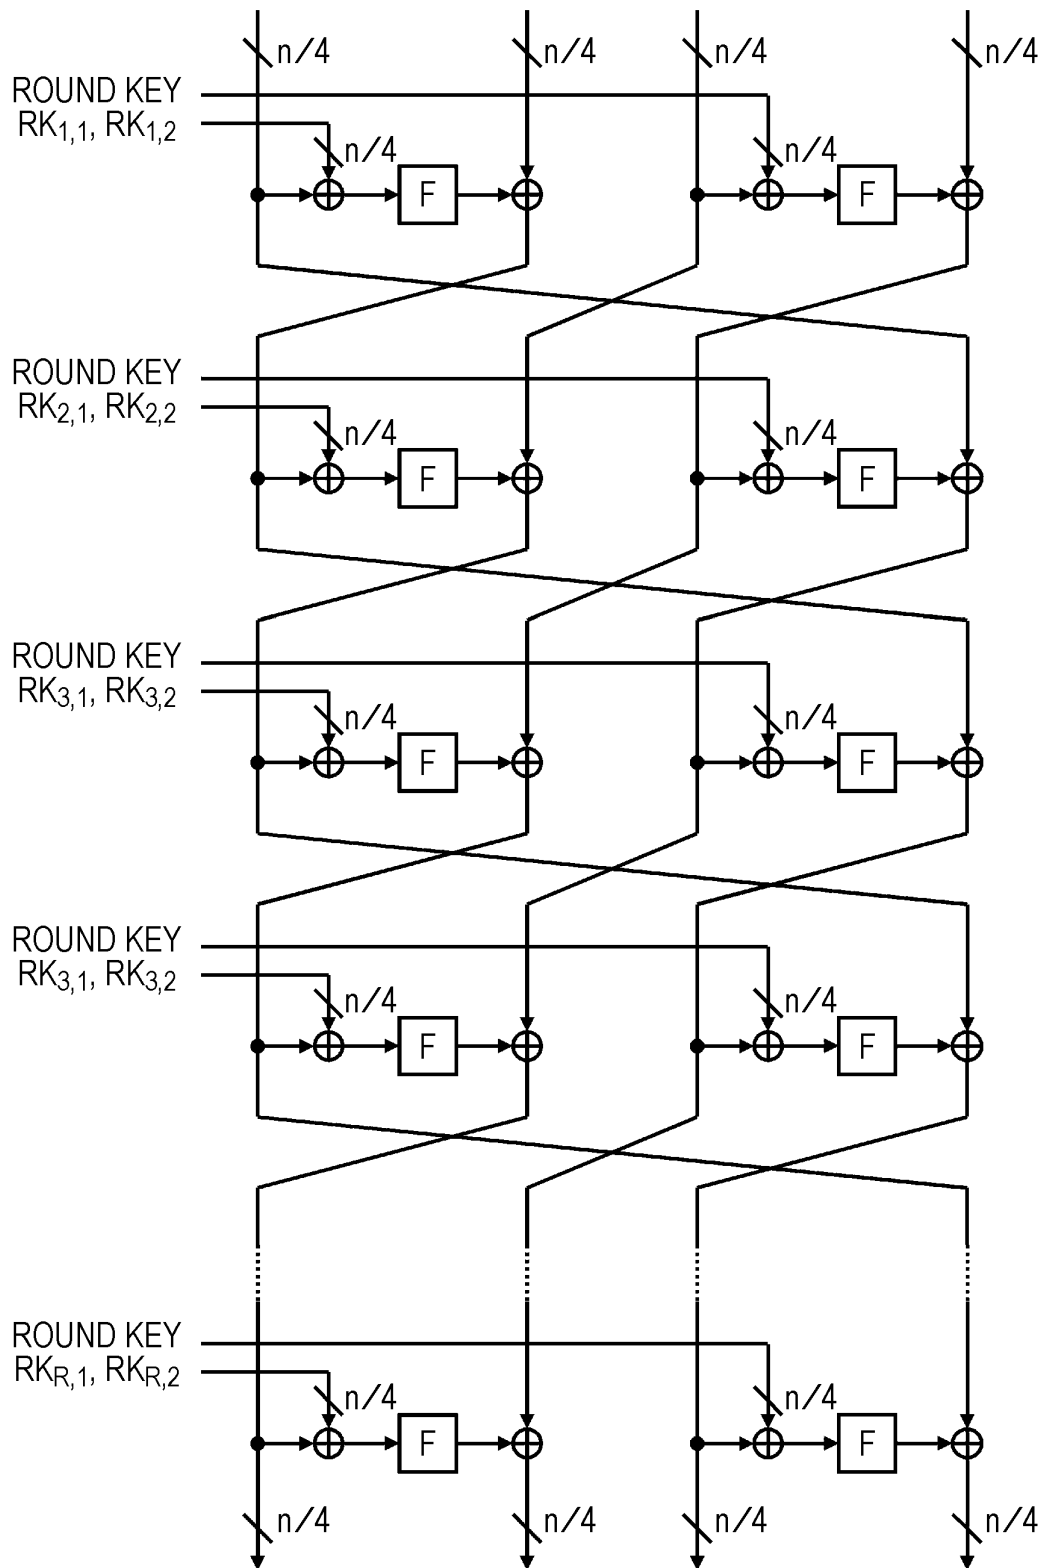 n/4 n/4 n/4 n/4
ROUND KEY
RK1,1, RK1,2
n/4 n/4
F F
ROUND KEY
RK2,1, RK2,2
n/4 n/4
F F
ROUND KEY
RK3,1, RK3,2
n/4 n/4
F F
ROUND KEY
RK3,1, RK3,2
n/4 n/4
F F
ROUND KEY
RKR,1, RKR,2
n/4 n/4
F F
n/4 n/4 n/4 n/4